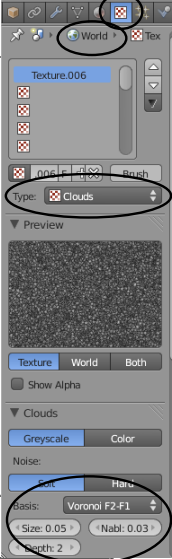 World Tex
Texture.006
006 F Brush
Type: Clouds
Preview
Texture World Both
Show Alpha
Clouds
Greyscale Color
Noise:
Soft Hard
Basis: Voronoi F2-F1
Size: 0.05 Nabl: 0.03
Depth: 2